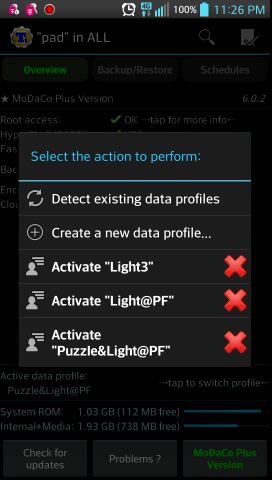 4G 100% 11:26 PM
"pad" in ALL
Overview Backup/Restore Schedules
★ MoDaCo Plus Version 6.0.2
Root access: ✔ OK →tap for more info←
Select the action to perform:
Detect existing data profiles
Create a new data profile...
Activate "Light3"
Activate "Light@PF"
Activate
"Puzzle&Light@PF"
Active data profile:
Puzzle&Light@PF
→tap to switch profile←
System ROM: 1.03 GB (112 MB free)
Internal+Media: 1.93 GB (738 MB free)
Check for
updates
Problems ?
MoDaCo Plus
Version